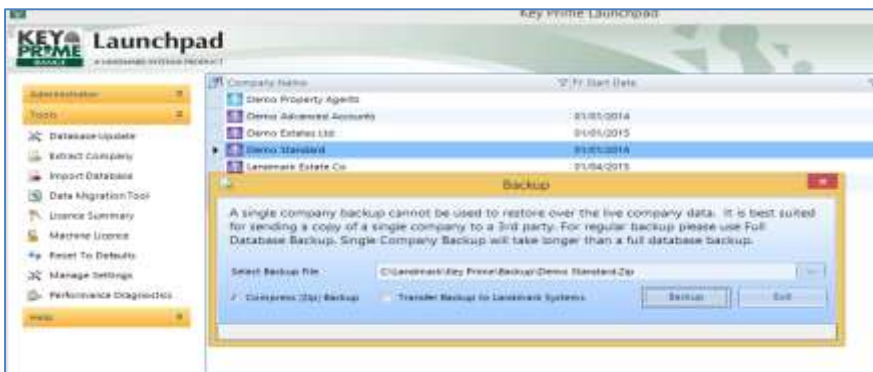 Key Prime Launchpad
KEY
PRIME
RANGE
Launchpad
A LANDMARK SYSTEMS PRODUCT
Administrator
Tools
Database Update
Extract Company
Import Database
Data Migration Tool
Licence Summary
Machine Licence
Reset To Defaults
Manage Settings
Performance Diagnostics
Help
Company Name Yr Start Date
Demo Property Agents
Demo Advanced Accounts 01/01/2014
Demo Estates Ltd 01/01/2015
Demo Standard 01/01/2014
Landmark Estate Co 01/04/2015
Backup
A single company backup cannot be used to restore over the live company data. It is best suited
for sending a copy of a single company to a 3rd party. For regular backup please use Full
Database Backup. Single Company Backup will take longer than a full database backup.
Select Backup File C:\Landmark\Key Prime\Backup\Demo Standard.Zip ...
Compress (Zip) Backup Transfer Backup to Landmark Systems Backup Exit